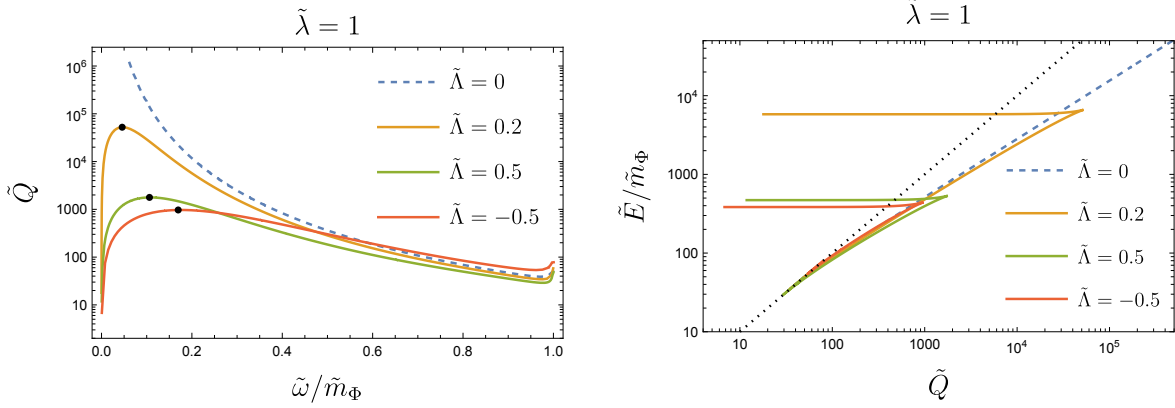 λ̃ = 1
10⁶
10⁵
10⁴
1000
100
10
Q̃
0.0 0.2 0.4 0.6 0.8 1.0
ω̃/m̃_Φ
Λ̃ = 0
Λ̃ = 0.2
Λ̃ = 0.5
Λ̃ = −0.5
λ̃ = 1
10⁴
1000
100
10
Ẽ/m̃_Φ
10 100 1000 10⁴ 10⁵
Q̃
Λ̃ = 0
Λ̃ = 0.2
Λ̃ = 0.5
Λ̃ = −0.5